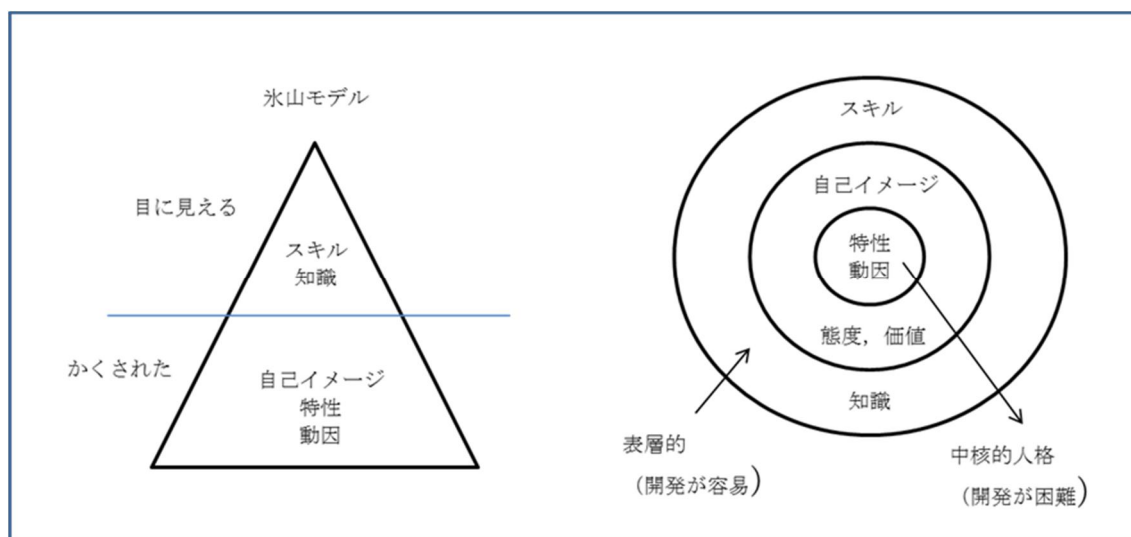 氷山モデル
目に見える
スキル
知識
かくされた
自己イメージ
特性
動因
スキル
自己イメージ
特性
動因
態度，価値
知識
表層的
（開発が容易）
中核的人格
（開発が困難）